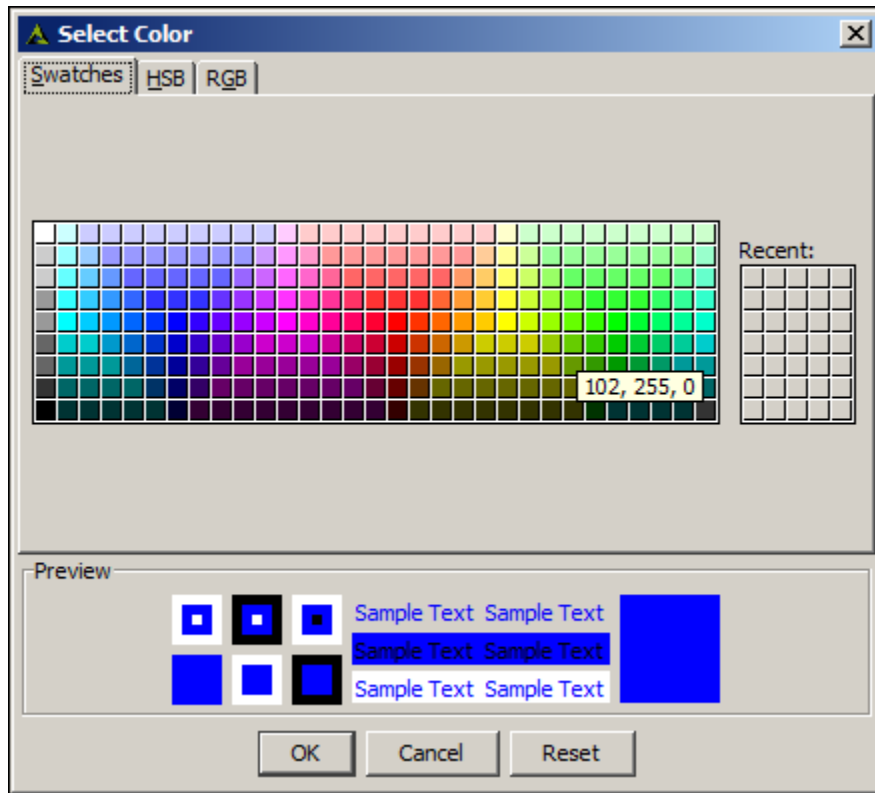 Select Color
Swatches HSB RGB
Recent:
102, 255, 0
Preview
Sample Text Sample Text
Sample Text Sample Text
Sample Text Sample Text
OK Cancel Reset